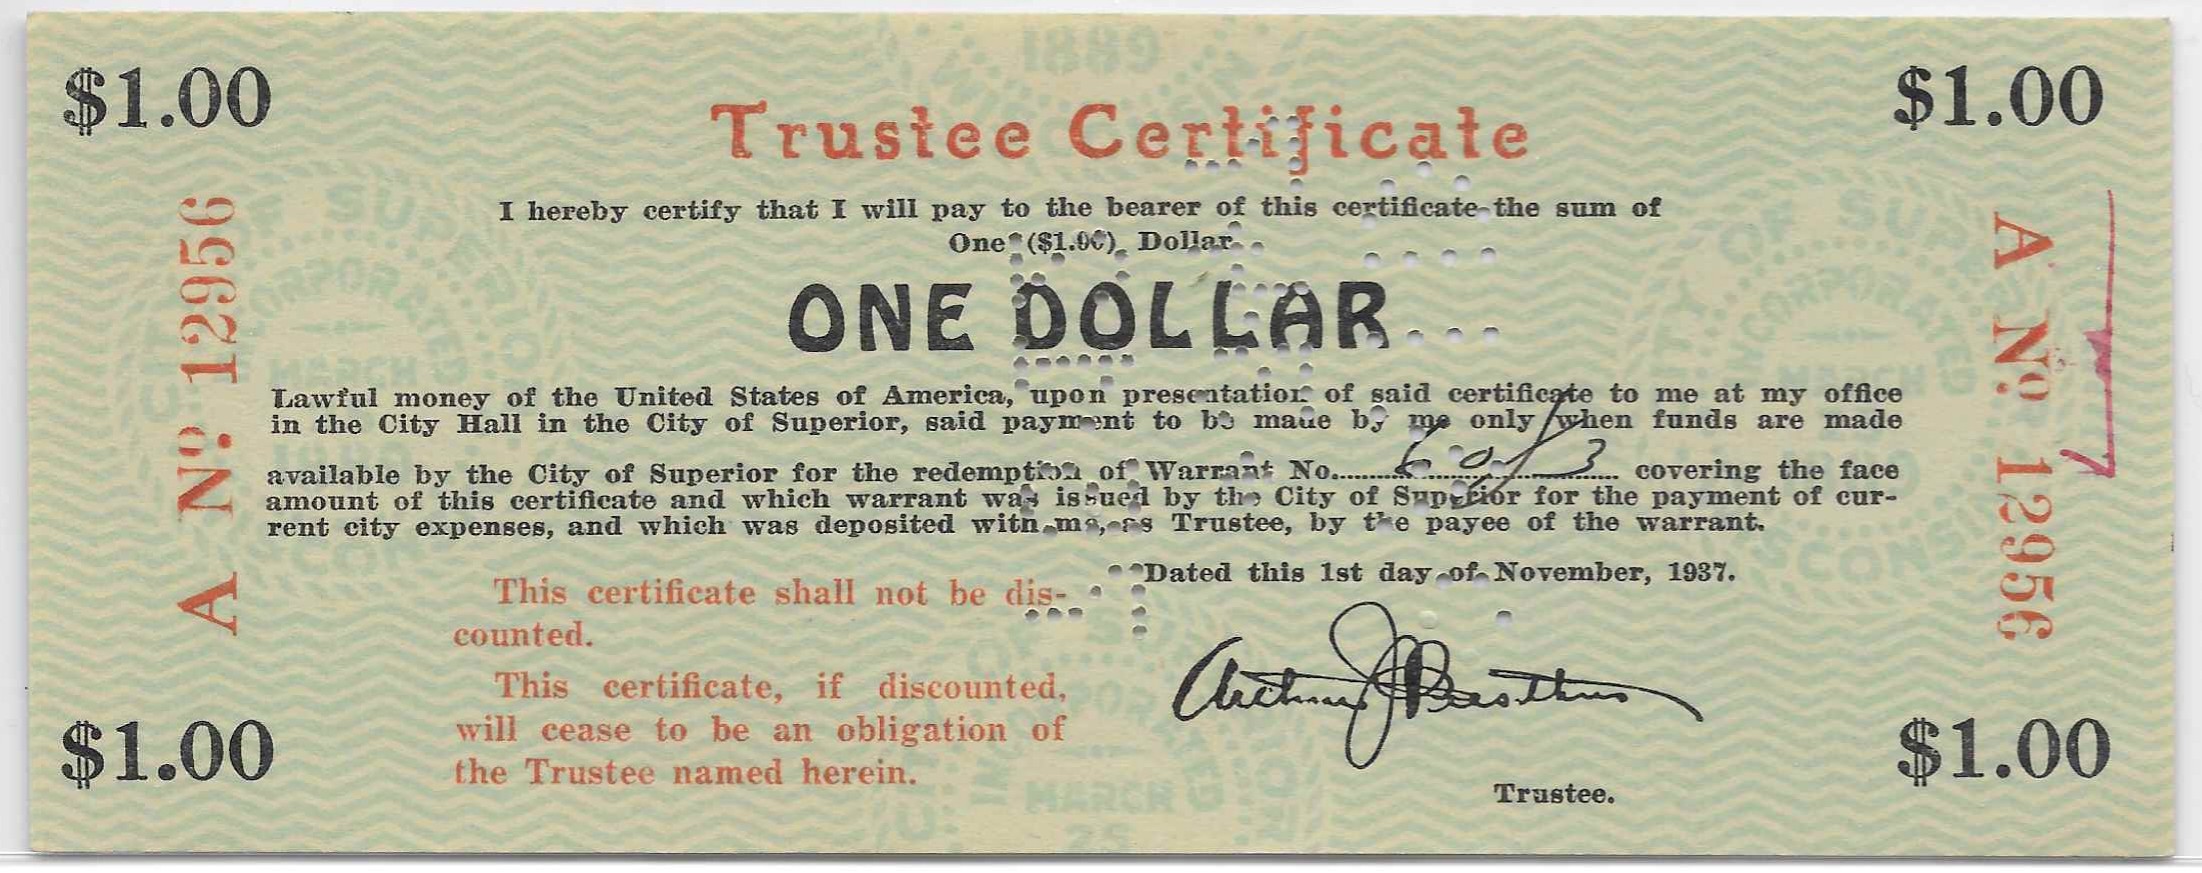 $1.00
$1.00
1889
Trustee Certificate
I hereby certify that I will pay to the bearer of this certificate the sum of
One ($1.00) Dollar
ONE DOLLAR
Lawful money of the United States of America, upon presentation of said certificate to me at my office
in the City Hall in the City of Superior, said payment to be made by me only when funds are made
available by the City of Superior for the redemption of Warrant No. 6013 covering the face
amount of this certificate and which warrant was issued by the City of Superior for the payment of cur-
rent city expenses, and which was deposited with me, as Trustee, by the payee of the warrant.
Dated this 1st day of November, 1937.
This certificate shall not be dis-
counted.
This certificate, if discounted,
will cease to be an obligation of
the Trustee named herein.
Trustee.
$1.00
$1.00
A No. 12956
A No. 12956
INCORPORATED
MARCH
25